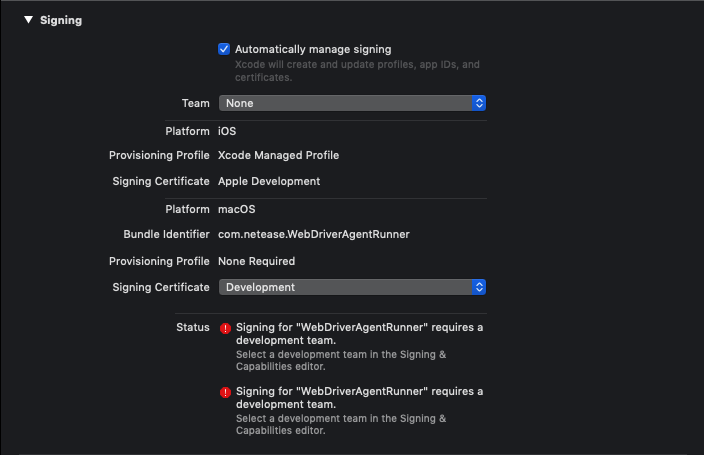 Signing
Automatically manage signing
Xcode will create and update profiles, app IDs, and
certificates.
Team None
Platform iOS
Provisioning Profile Xcode Managed Profile
Signing Certificate Apple Development
Platform macOS
Bundle Identifier com.netease.WebDriverAgentRunner
Provisioning Profile None Required
Signing Certificate Development
Status Signing for "WebDriverAgentRunner" requires a
development team.
Select a development team in the Signing &
Capabilities editor.
Signing for "WebDriverAgentRunner" requires a
development team.
Select a development team in the Signing &
Capabilities editor.